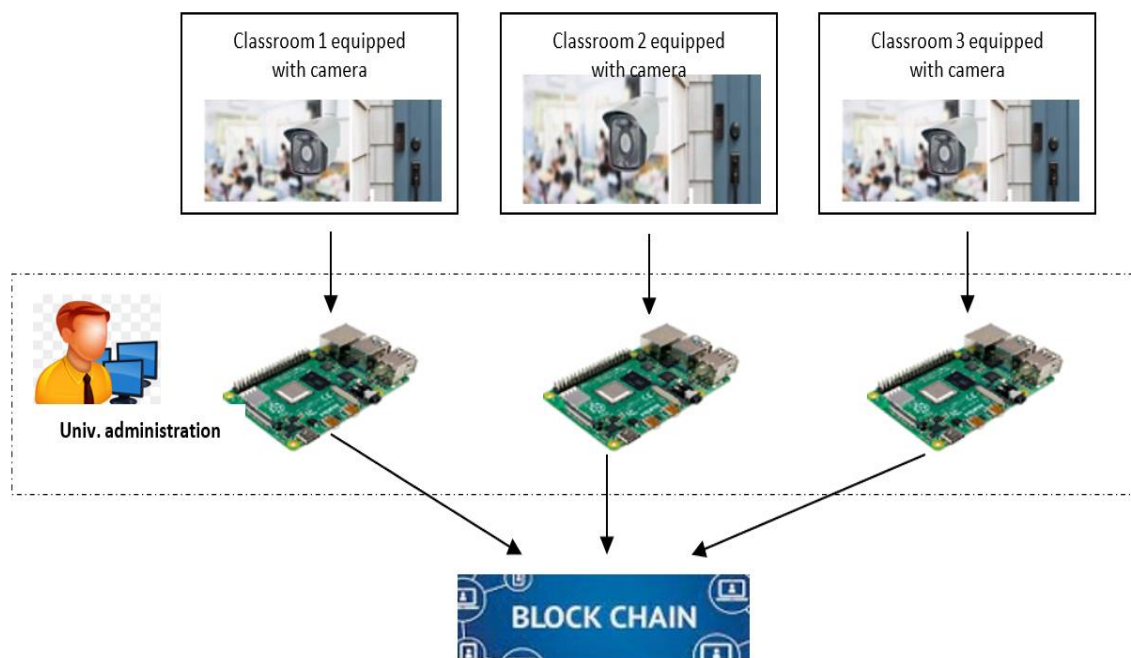 Classroom 1 equipped
with camera
Classroom 2 equipped
with camera
Classroom 3 equipped
with camera
Univ. administration
BLOCK CHAIN